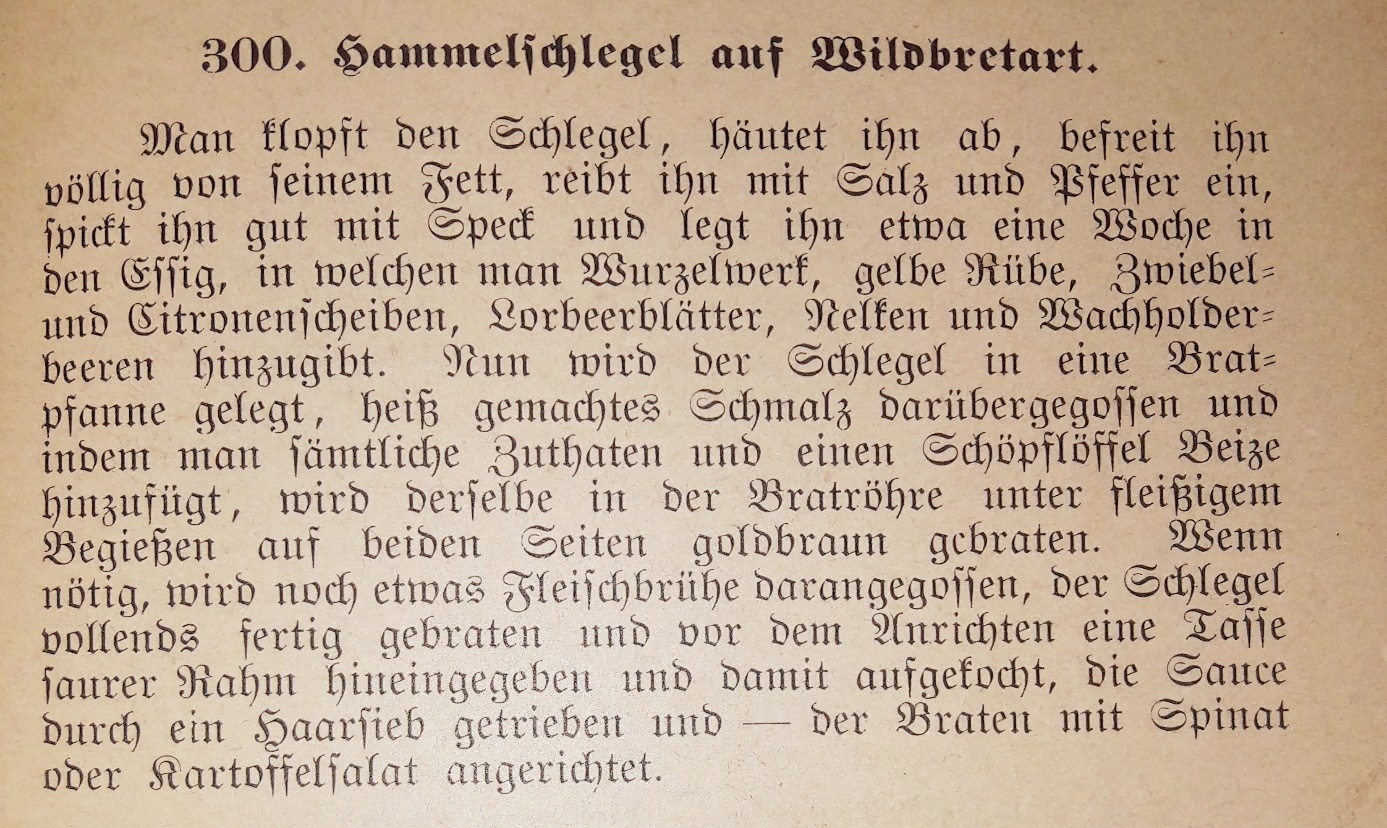 300. Hammelſchlegel auf Wildbretart.
Man klopft den Schlegel, häutet ihn ab, befreit ihn
völlig von ſeinem Fett, reibt ihn mit Salz und Pfeffer ein,
ſpickt ihn gut mit Speck und legt ihn etwa eine Woche in
den Eſſig, in welchen man Wurzelwerk, gelbe Rübe, Zwiebel-
und Citronenſcheiben, Lorbeerblätter, Nelken und Wachholder-
beeren hinzugibt. Nun wird der Schlegel in eine Brat-
pfanne gelegt, heiß gemachtes Schmalz darübergegoſſen und
indem man ſämtliche Zuthaten und einen Schöpflöffel Beize
hinzufügt, wird derſelbe in der Bratröhre unter fleißigem
Begießen auf beiden Seiten goldbraun gebraten. Wenn
nötig, wird noch etwas Fleiſchbrühe darangegoſſen, der Schlegel
vollends fertig gebraten und vor dem Anrichten eine Taſſe
ſaurer Rahm hineingegeben und damit aufgekocht, die Sauce
durch ein Haarſieb getrieben und — der Braten mit Spinat
oder Kartoffelſalat angerichtet.